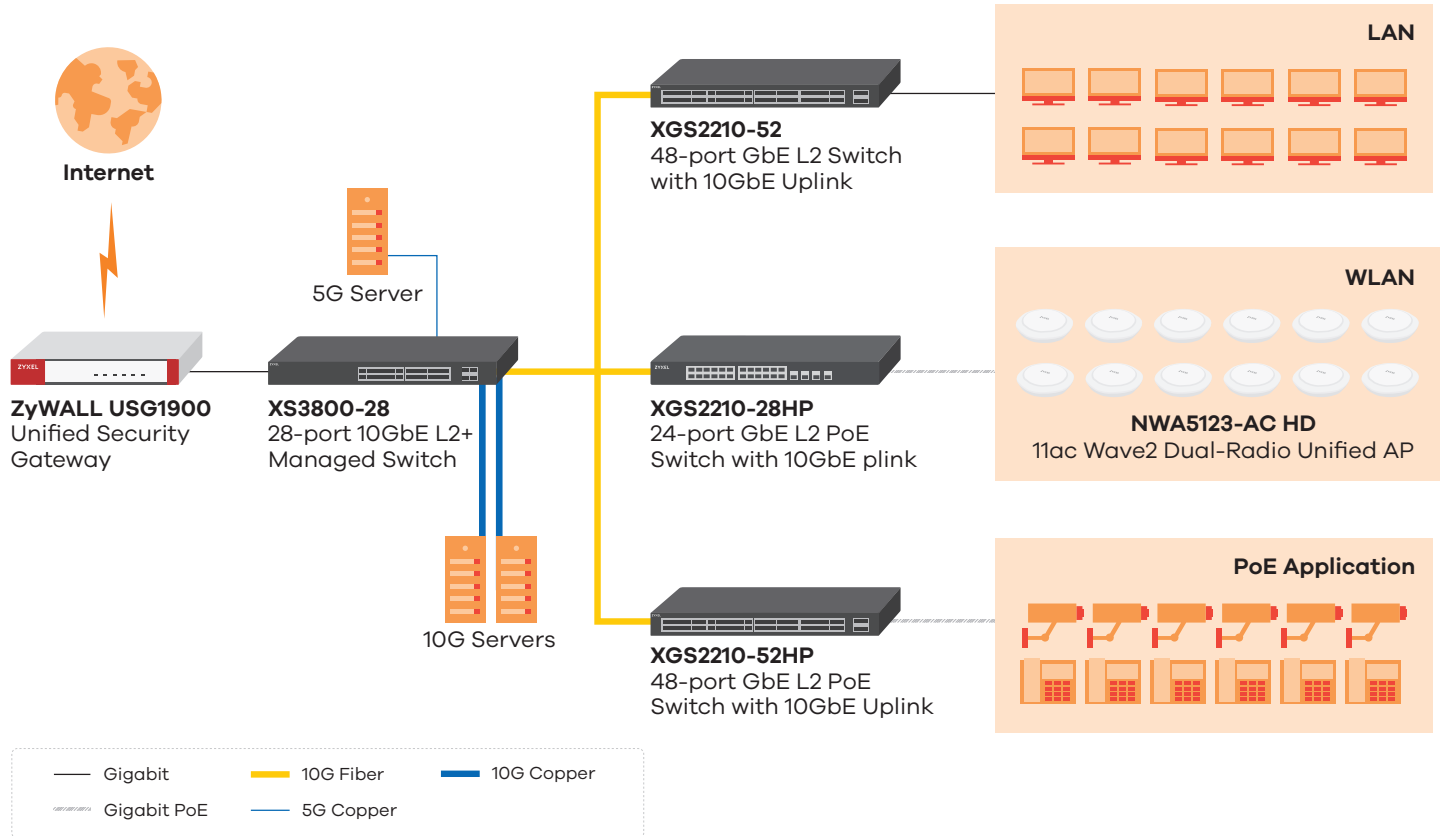 LAN
XGS2210-52
48-port GbE L2 Switch
with 10GbE Uplink
Internet
5G Server
WLAN
ZYXEL
ZyWALL USG1900
Unified Security
Gateway
XS3800-28
28-port 10GbE L2+
Managed Switch
ZYXEL
XGS2210-28HP
24-port GbE L2 PoE
Switch with 10GbE plink
NWA5123-AC HD
11ac Wave2 Dual-Radio Unified AP
10G Servers
PoE Application
XGS2210-52HP
48-port GbE L2 PoE
Switch with 10GbE Uplink
Gigabit
10G Fiber
10G Copper
Gigabit PoE
5G Copper